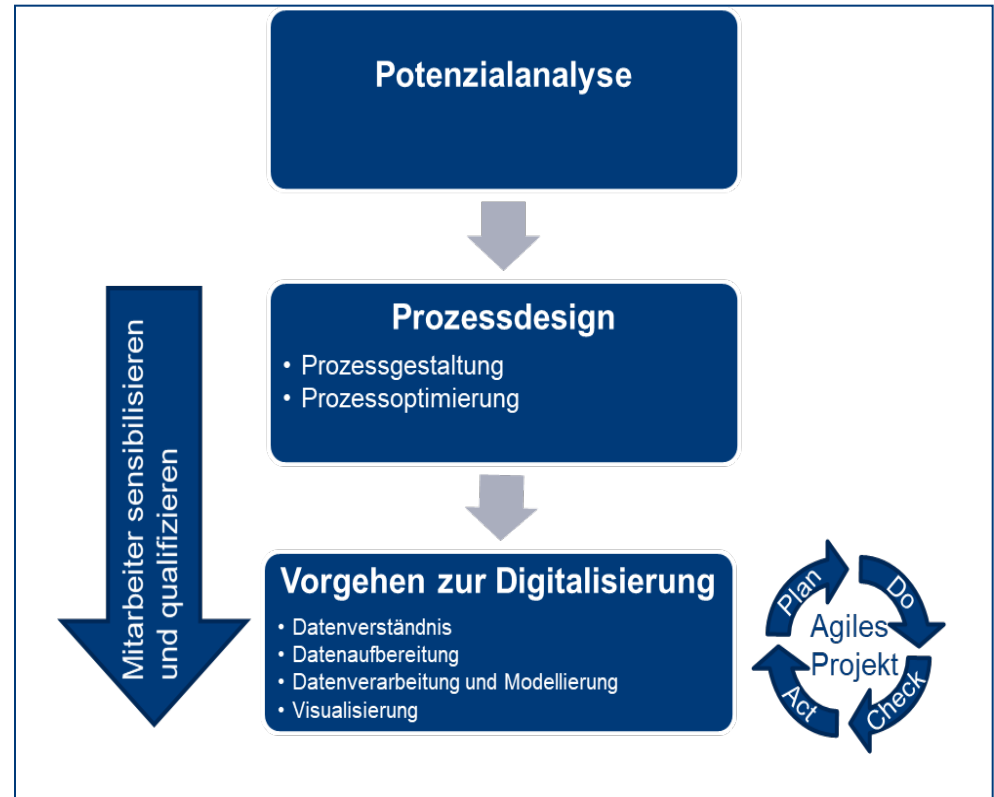 Potenzialanalyse
Prozessdesign
• Prozessgestaltung
• Prozessoptimierung
Mitarbeiter sensibilisieren
und qualifizieren
Vorgehen zur Digitalisierung
• Datenverständnis
• Datenaufbereitung
• Datenverarbeitung und Modellierung
• Visualisierung
Plan
Do
Check
Act
Agiles
Projekt